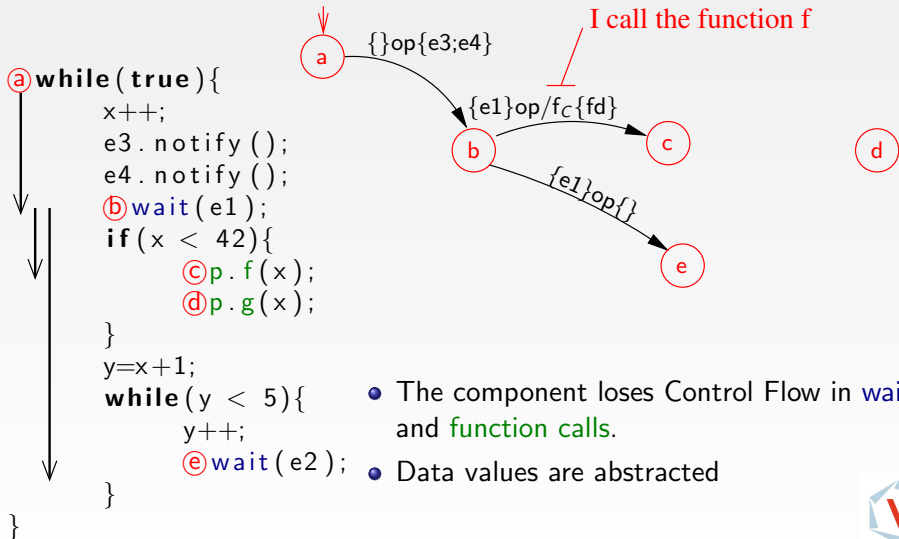 I call the function f
a
{}op{e3;e4}
{e1}op/f_C{fd}
b
c
d
{e1}op{}
e
a while(true){
x++;
e3.notify();
e4.notify();
b wait(e1);
if(x < 42){
c p.f(x);
d p.g(x);
}
y=x+1;
while(y < 5){
y++;
e wait(e2);
}
}
• The component loses Control Flow in wai
and function calls.
• Data values are abstracted